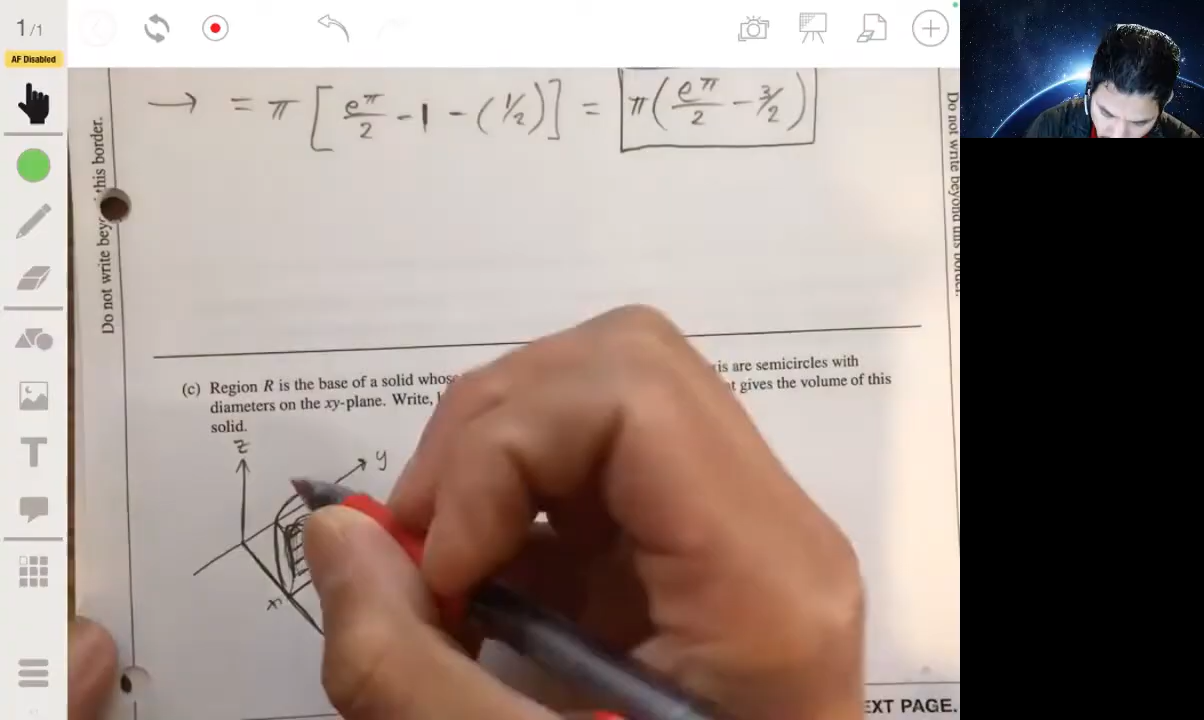 1/1
AF Disabled
T
→ = π [ e^π/2 - 1 - (1/2) ] = π( e^π/2 - 3/2 )
Do not write beyond this border.
Do not write beyond this border.
(c) Region R is the base of a solid whose is are semicircles with
diameters on the xy-plane. Write, gives the volume of this
solid.
z
y
x
EXT PAGE.